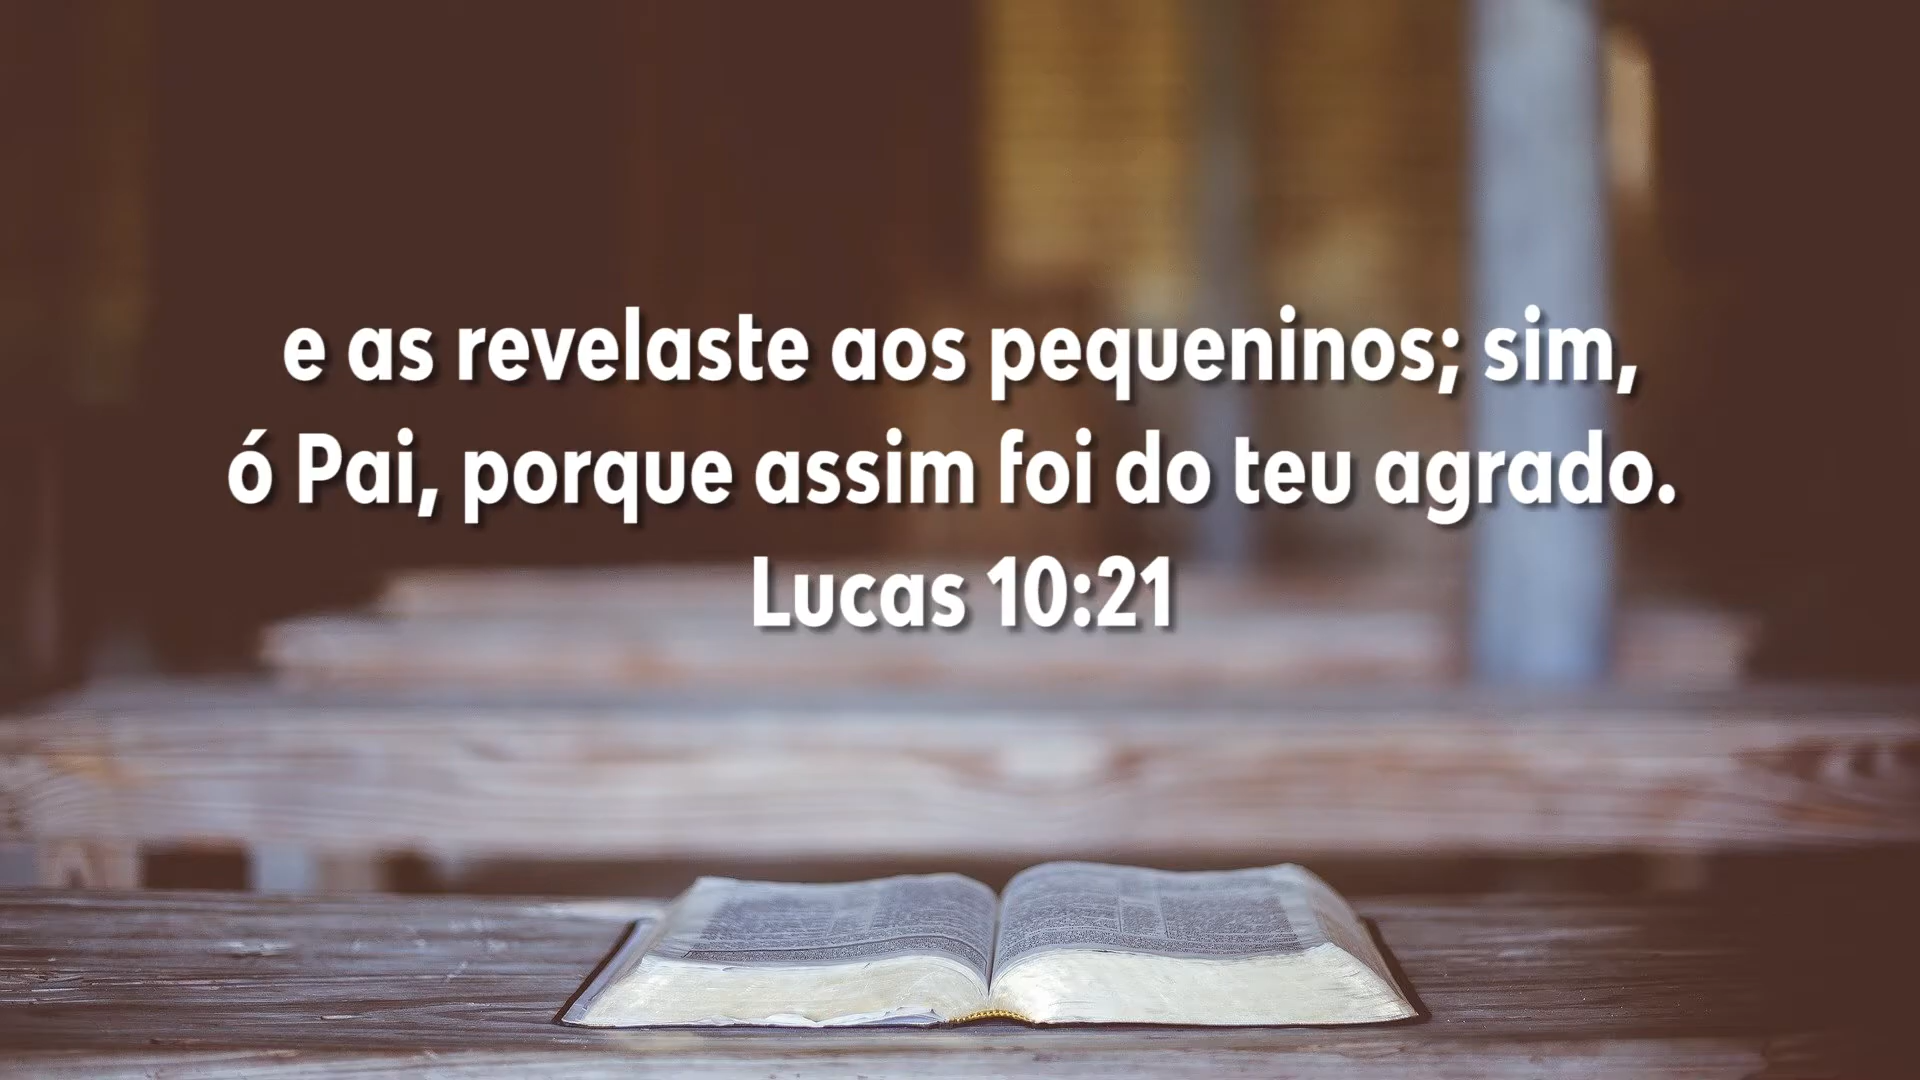 e as revelaste aos pequeninos; sim,
ó Pai, porque assim foi do teu agrado.
Lucas 10:21